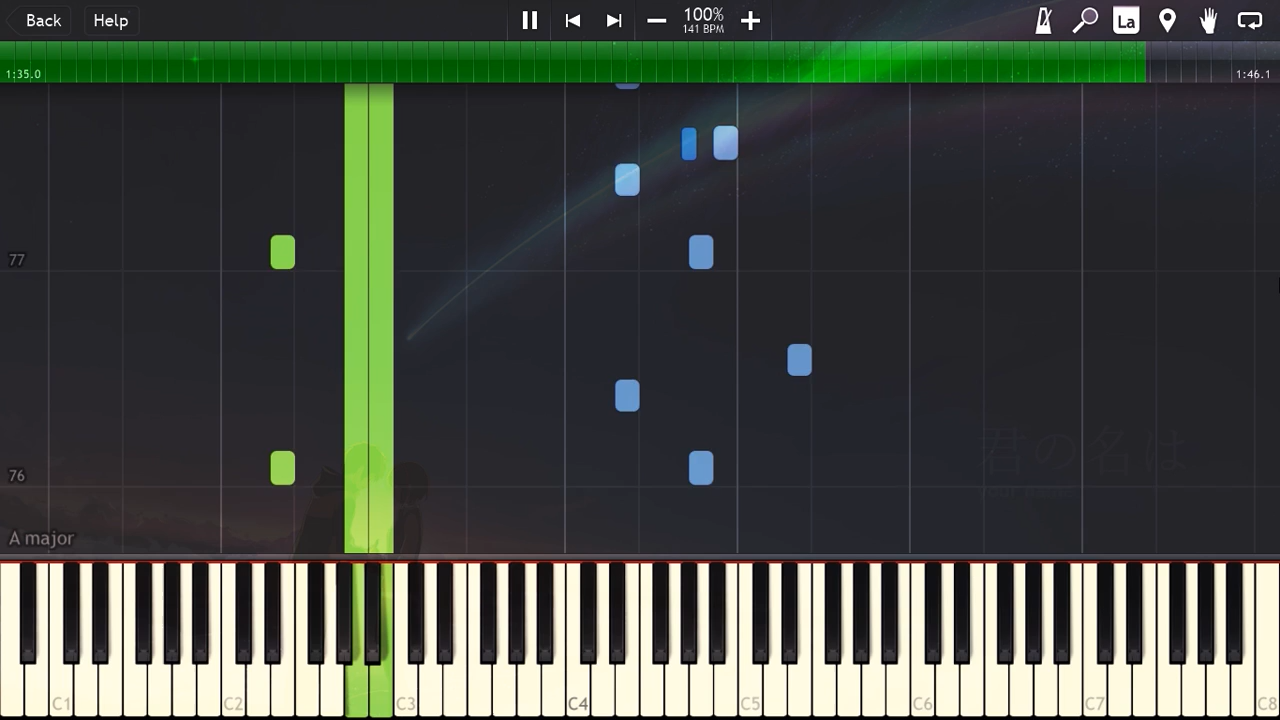 Back
Help
100%
141 BPM
La
1:35.0
1:46.1
77
76
君の名は
A major
C1
C2
C3
C4
C5
C6
C7
C8